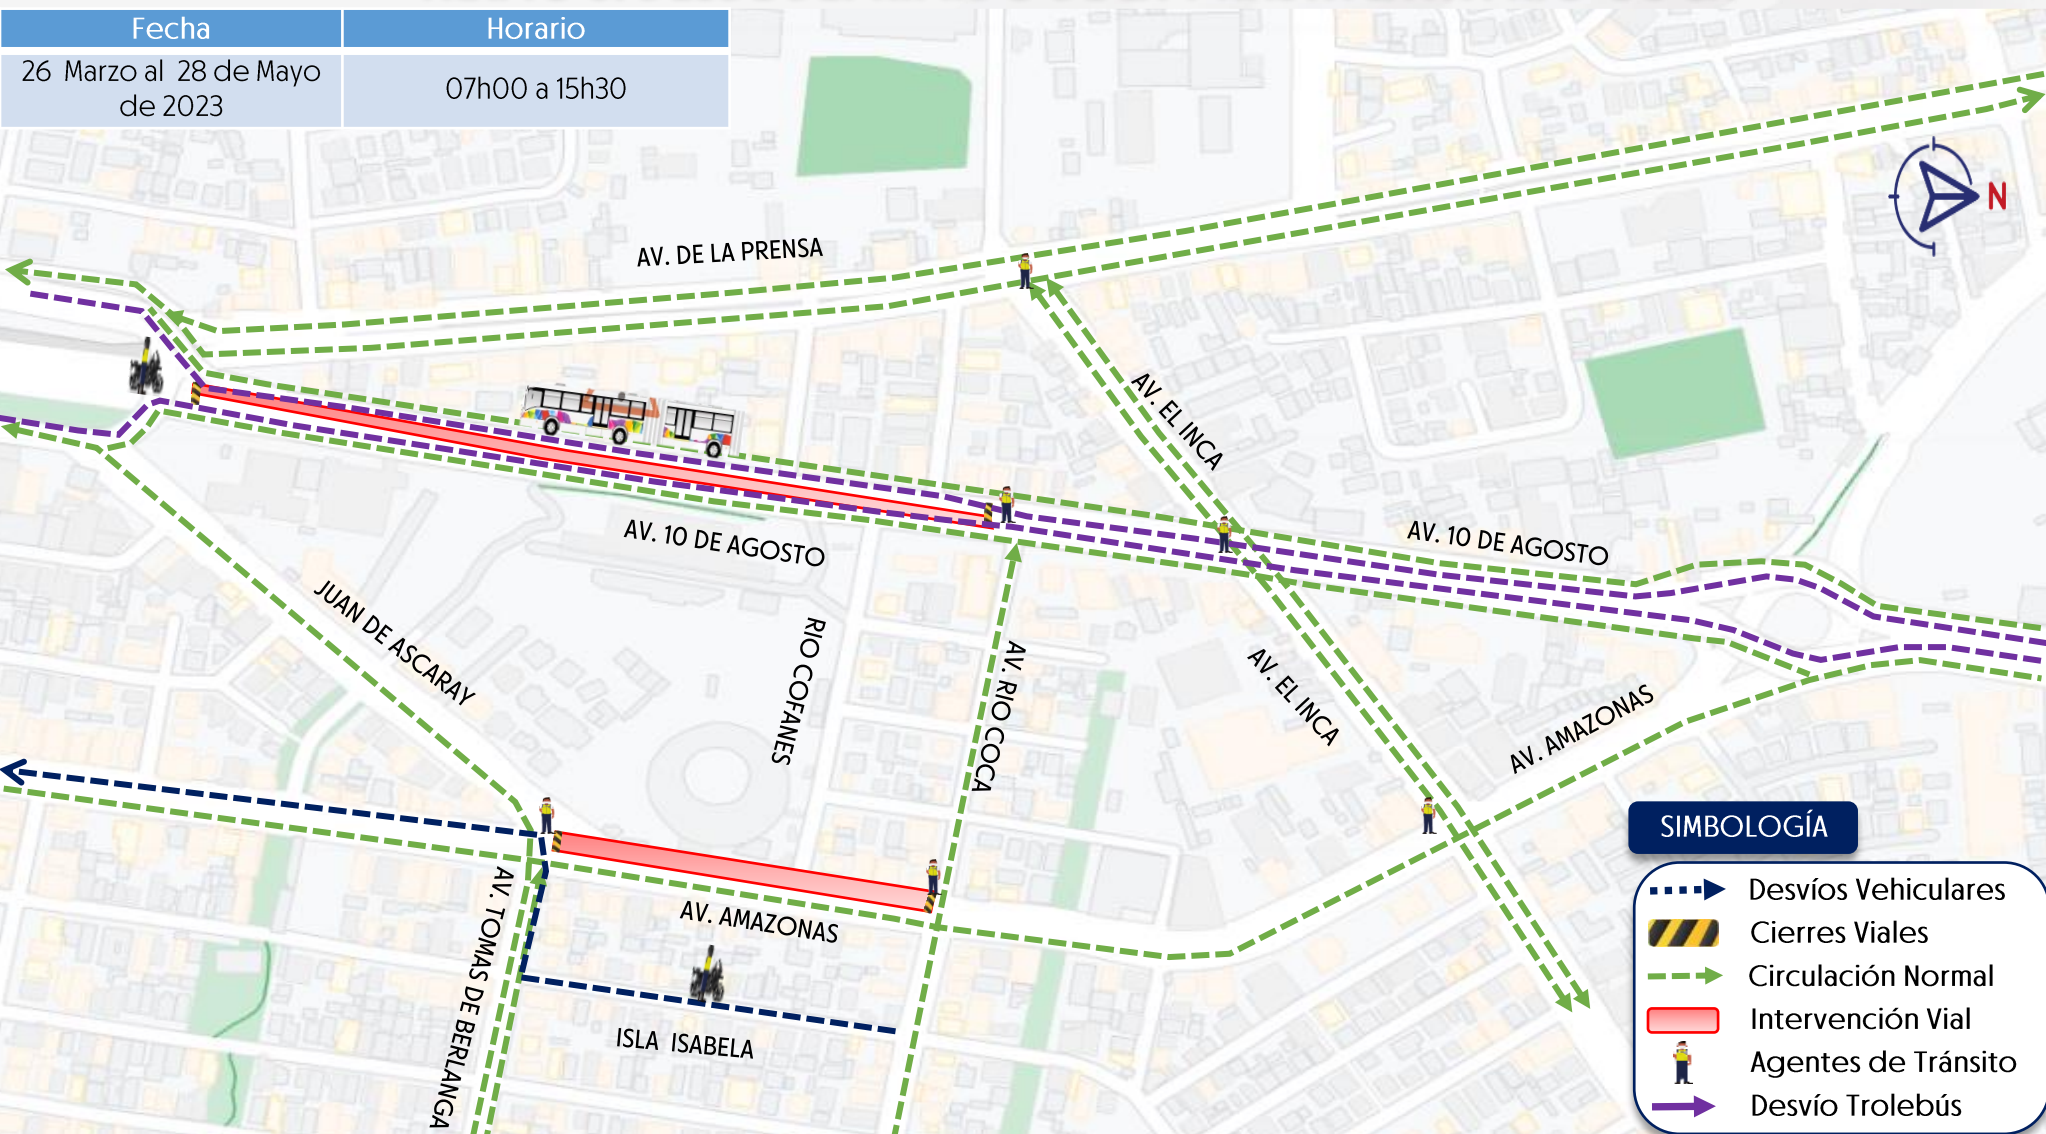 Fecha
Horario
26 Marzo al 28 de Mayo
de 2023
07h00 a 15h30
N
AV. DE LA PRENSA
AV. EL INCA
AV. 10 DE AGOSTO
AV. 10 DE AGOSTO
JUAN DE ASCARAY
RIO COFANES
AV. RIO COCA
AV. EL INCA
AV. AMAZONAS
AV. TOMAS DE BERLANGA
AV. AMAZONAS
ISLA ISABELA
SIMBOLOGÍA
Desvíos Vehiculares
Cierres Viales
Circulación Normal
Intervención Vial
Agentes de Tránsito
Desvío Trolebús